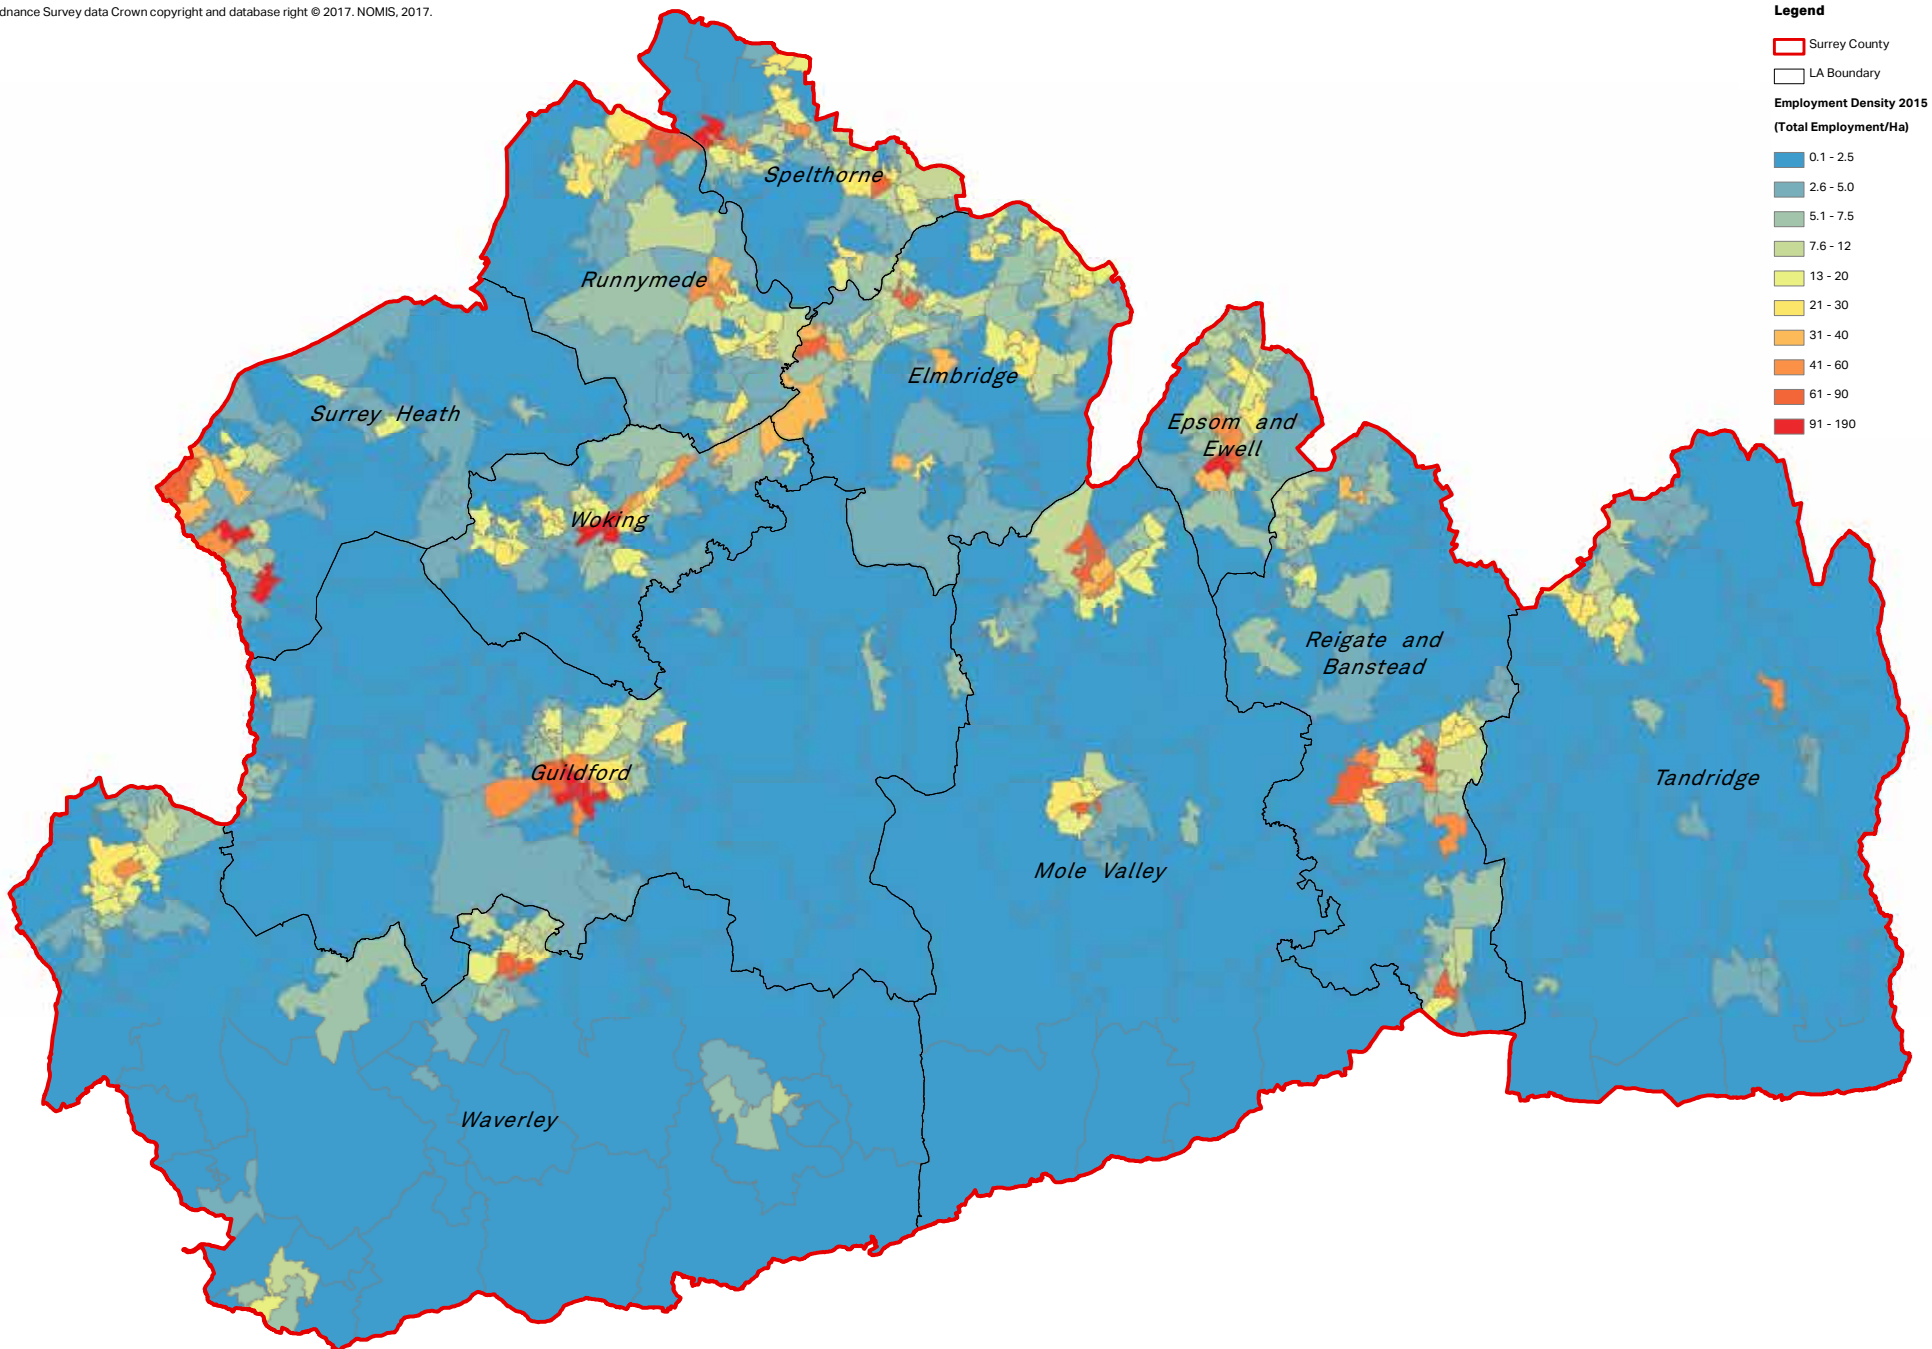 dnance Survey data Crown copyright and database right © 2017. NOMIS, 2017.
Legend
Surrey County
LA Boundary
Employment Density 2015
(Total Employment/Ha)
0.1 - 2.5
2.6 - 5.0
5.1 - 7.5
7.6 - 12
13 - 20
21 - 30
31 - 40
41 - 60
61 - 90
91 - 190
Spelthorne
Runnymede
Elmbridge
Surrey Heath
Epsom and
Ewell
Woking
Reigate and
Banstead
Guildford
Tandridge
Mole Valley
Waverley